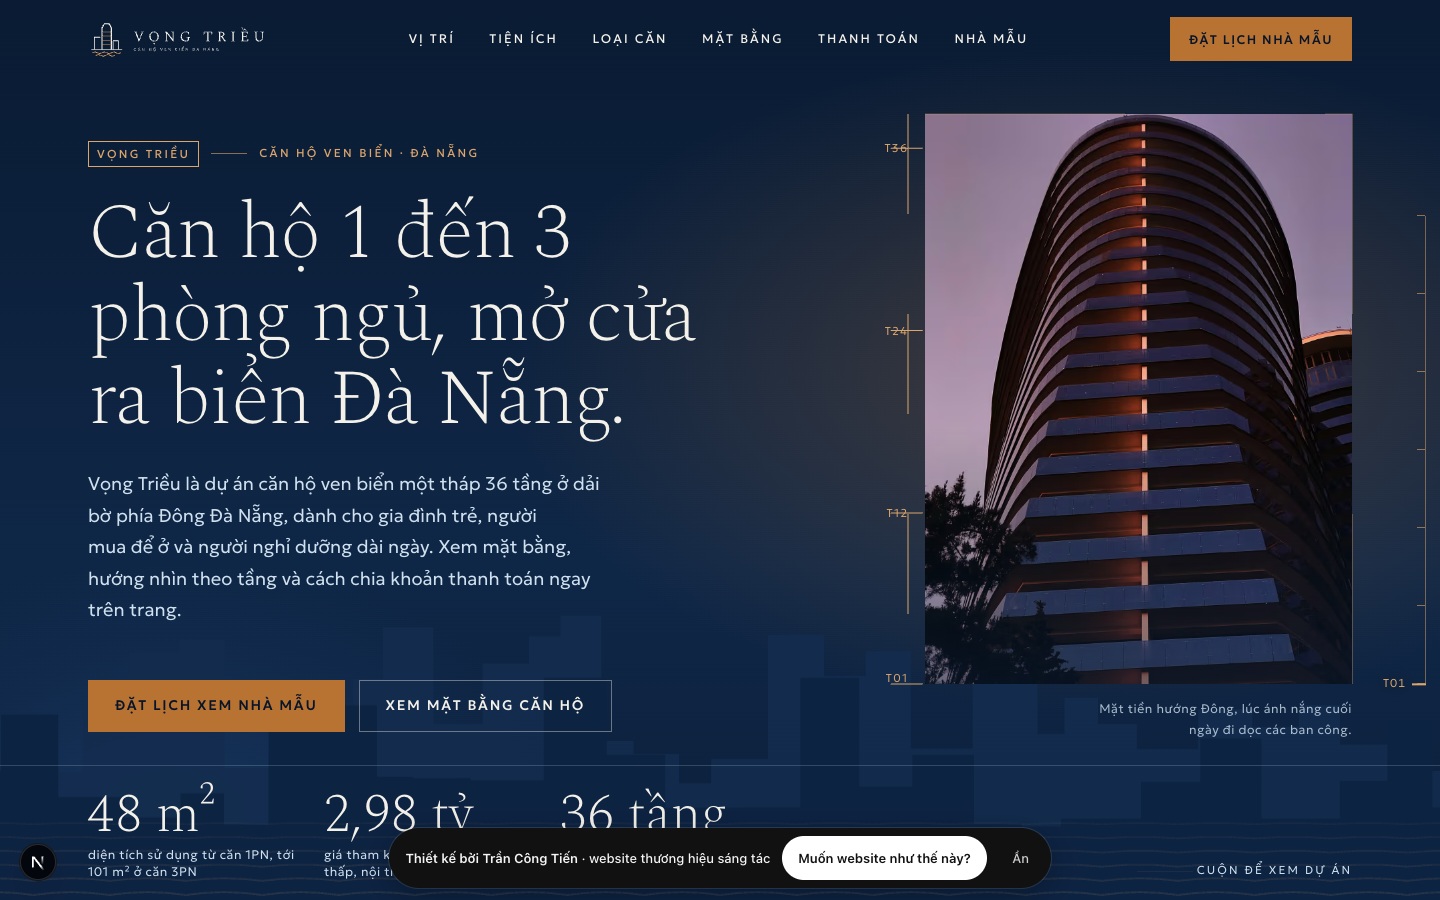 VỌNG TRIỀU
CĂN HỘ VEN BIỂN ĐÀ NẴNG
VỊ TRÍ
TIỆN ÍCH
LOẠI CĂN
MẶT BẰNG
THANH TOÁN
NHÀ MẪU
ĐẶT LỊCH NHÀ MẪU
VỌNG TRIỀU
CĂN HỘ VEN BIỂN · ĐÀ NẴNG
Căn hộ 1 đến 3
phòng ngủ, mở cửa
ra biển Đà Nẵng.
Vọng Triều là dự án căn hộ ven biển một tháp 36 tầng ở dải
bờ phía Đông Đà Nẵng, dành cho gia đình trẻ, người
mua để ở và người nghỉ dưỡng dài ngày. Xem mặt bằng,
hướng nhìn theo tầng và cách chia khoản thanh toán ngay
trên trang.
ĐẶT LỊCH XEM NHÀ MẪU
XEM MẶT BẰNG CĂN HỘ
T36
T24
T12
T01
T01
Mặt tiền hướng Đông, lúc ánh nắng cuối
ngày đi dọc các ban công.
48 m²
diện tích sử dụng từ căn 1PN, tới
101 m² ở căn 3PN
2,98 tỷ
giá tham
thấp, nội
36 tầng
CUỘN ĐỂ XEM DỰ ÁN
N
Thiết kế bởi Trần Công Tiến · website thương hiệu sáng tác
Muốn website như thế này?
Ẩn